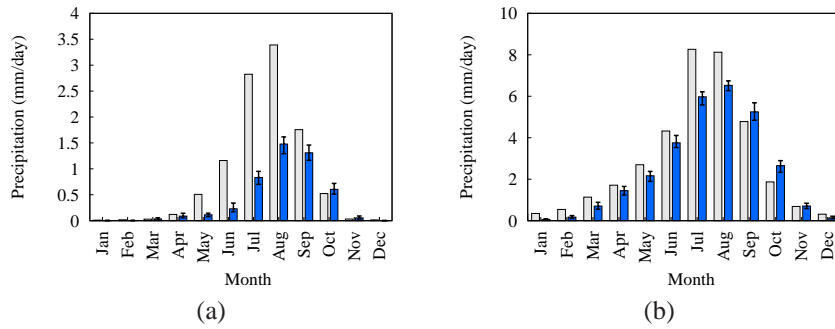 Precipitation (mm/day)
4
3.5
3
2.5
2
1.5
1
0.5
0
Jan
Feb
Mar
Apr
May
Jun
Jul
Aug
Sep
Oct
Nov
Dec
Month
(a)
Precipitation (mm/day)
10
8
6
4
2
0
Jan
Feb
Mar
Apr
May
Jun
Jul
Aug
Sep
Oct
Nov
Dec
Month
(b)